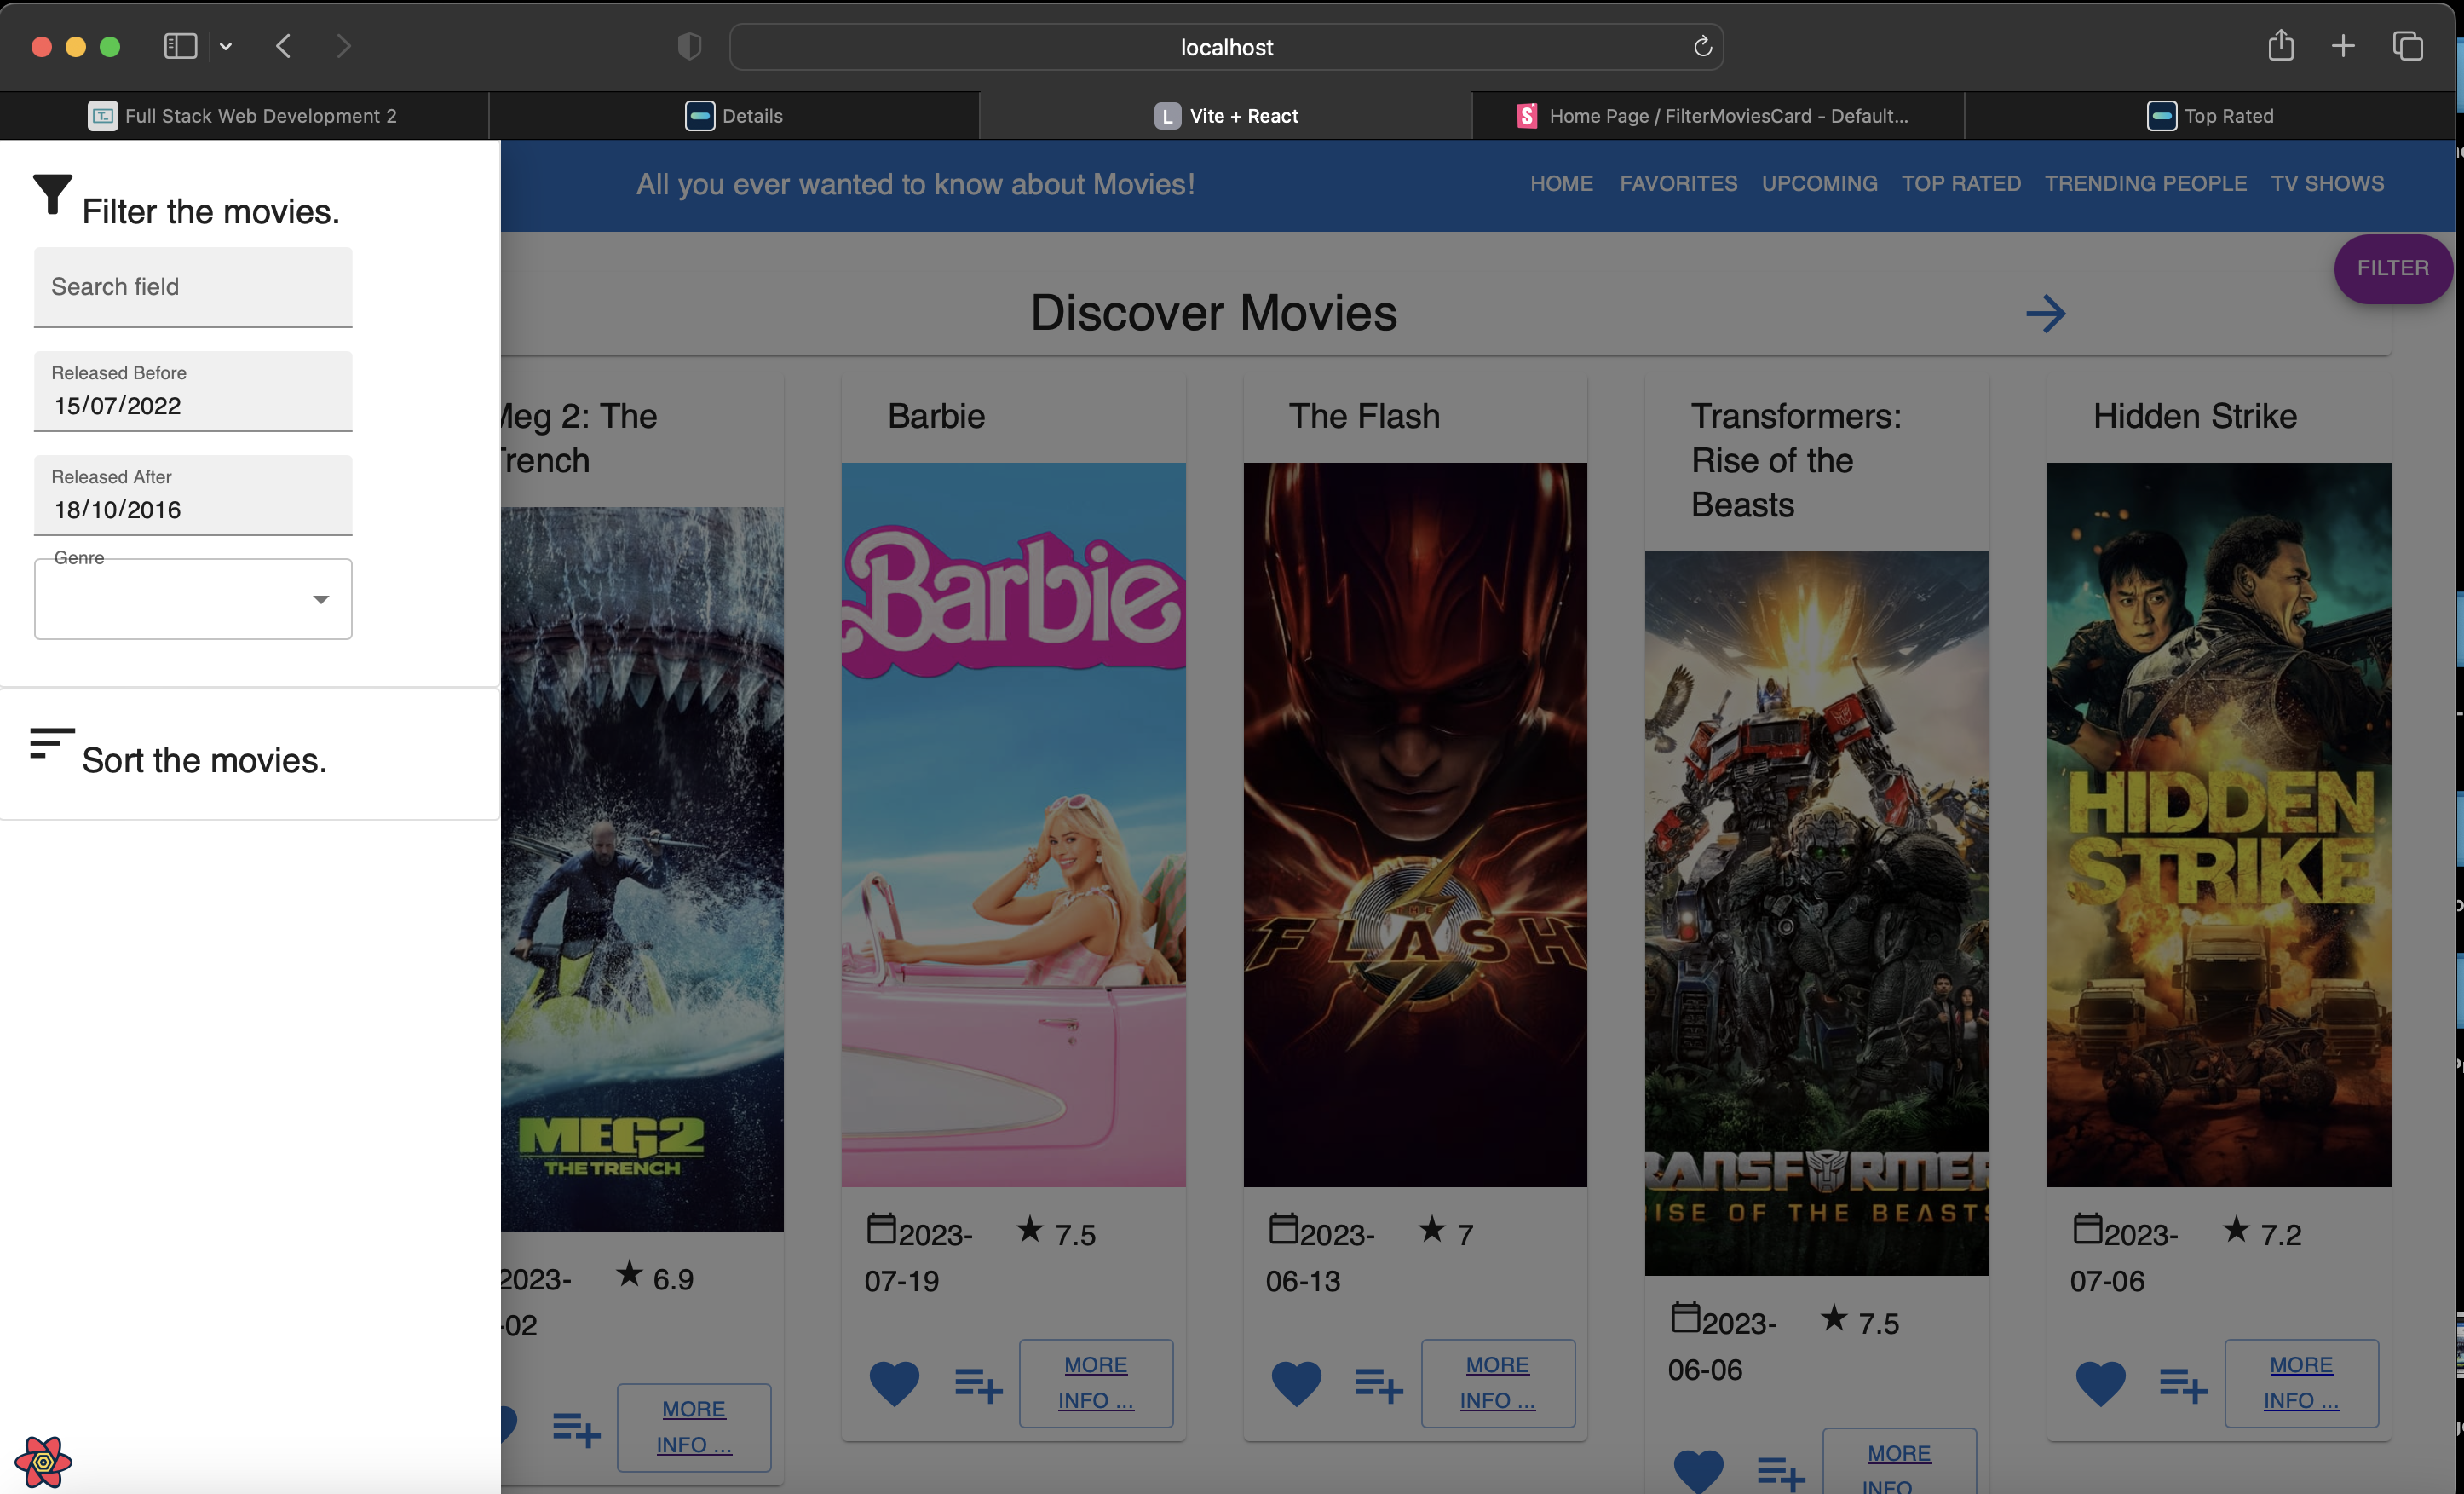 localhost
Full Stack Web Development 2
Details
L Vite + React
S Home Page / FilterMoviesCard - Default...
Top Rated
Filter the movies.
Search field
Released Before
15/07/2022
Released After
18/10/2016
Genre
Sort the movies.
All you ever wanted to know about Movies!
HOME FAVORITES UPCOMING TOP RATED TRENDING PEOPLE TV SHOWS
FILTER
Discover Movies
Meg 2: The
Trench
MEG2
THE TRENCH
2023-
-02
6.9
MORE
INFO ...
Barbie
Barbie
2023-
07-19
7.5
MORE
INFO ...
The Flash
THE
FLASH
2023-
06-13
7
MORE
INFO ...
Transformers:
Rise of the
Beasts
RANSFORMER
RISE OF THE BEASTS
2023-
06-06
7.5
MORE
INFO
Hidden Strike
HIDDEN
STRIKE
2023-
07-06
7.2
MORE
INFO ...